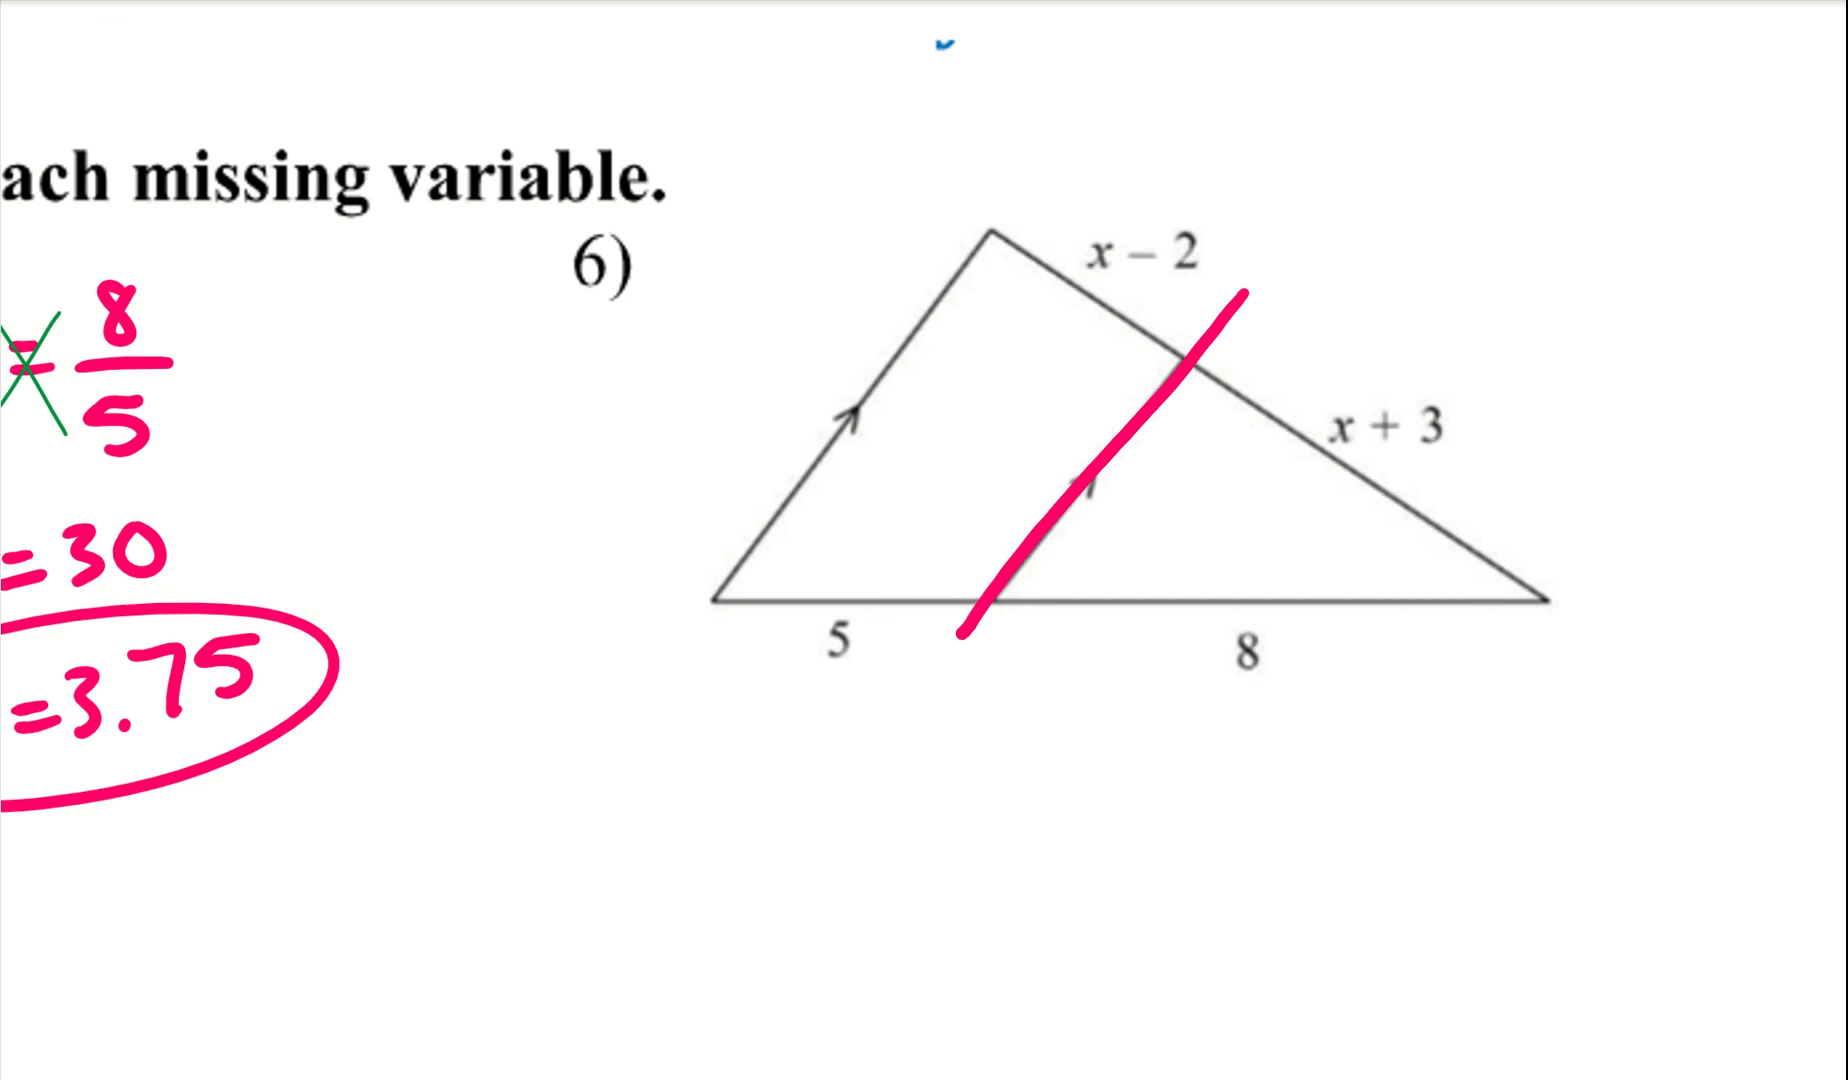 ach missing variable.
6)
x – 2
8
=
5
x + 3
= 30
5
8
= 3.75